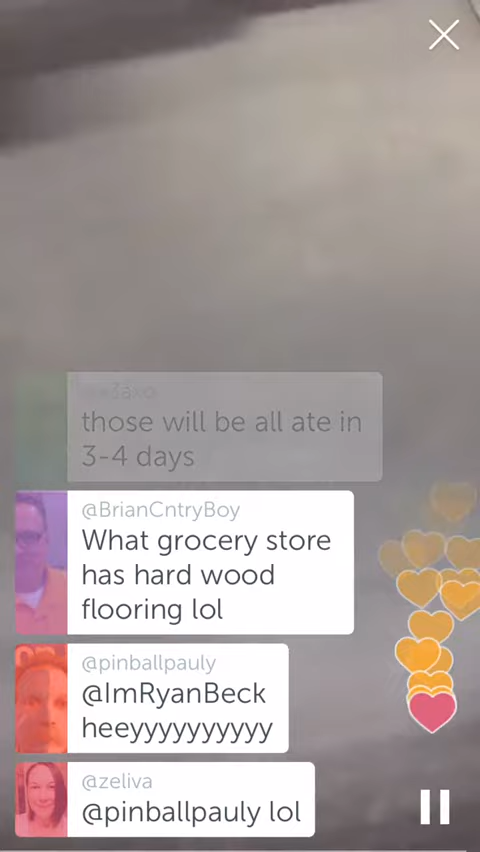 those will be all ate in
3-4 days
@BrianCntryBoy
What grocery store
has hard wood
flooring lol
@pinballpauly
@ImRyanBeck
heeyyyyyyyyyy
@zeliva
@pinballpauly lol